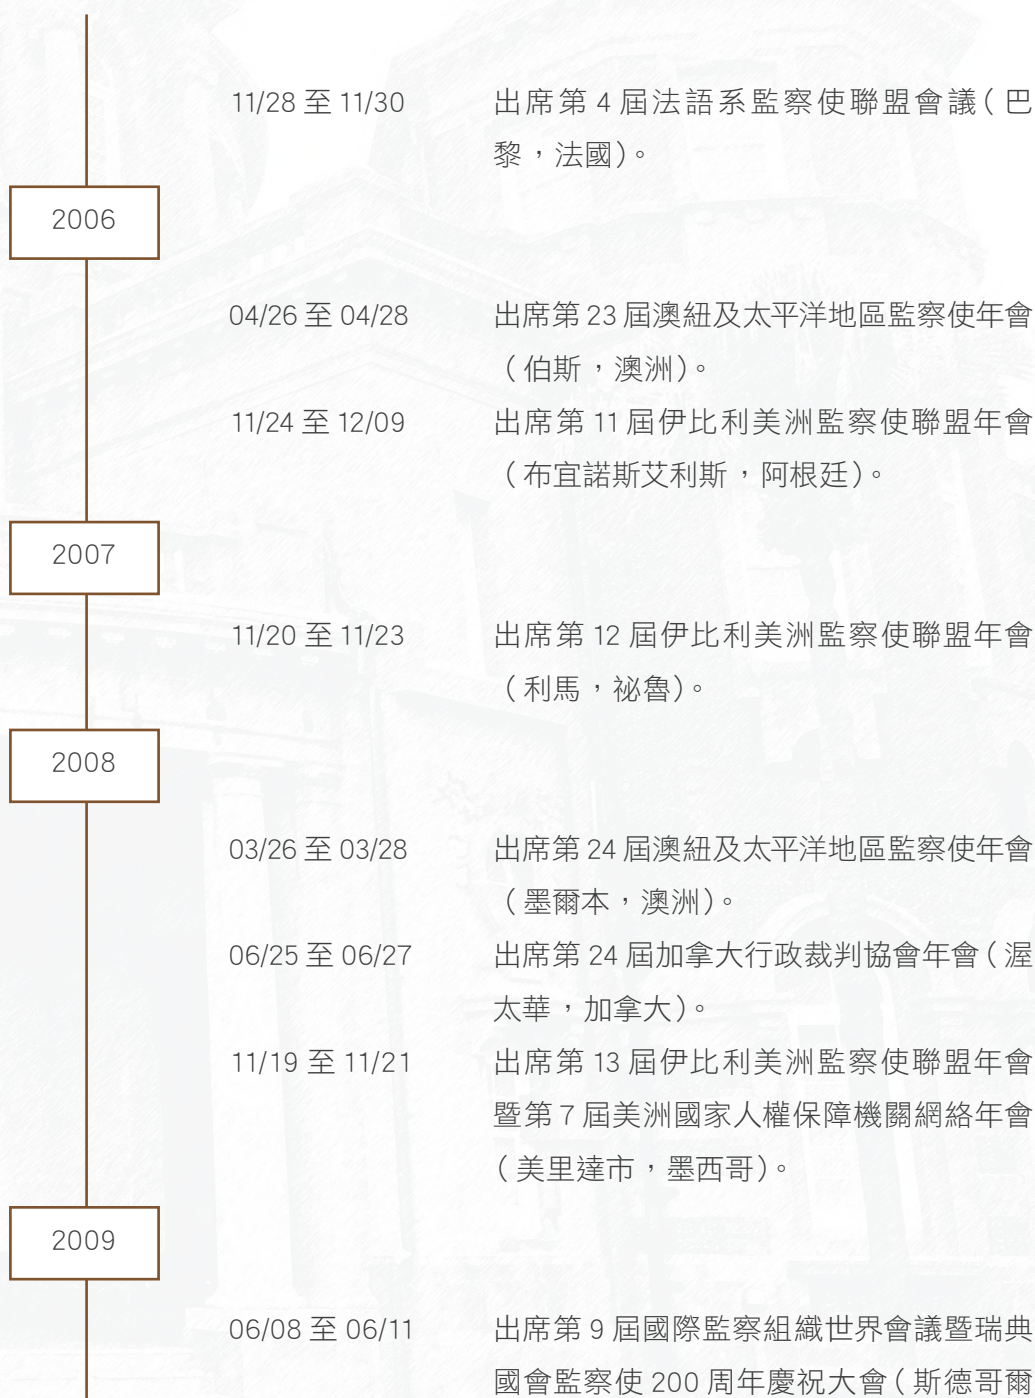 11/28 至 11/30 出席第 4 屆法語系監察使聯盟會議（巴
黎，法國）。
2006
04/26 至 04/28 出席第 23 屆澳紐及太平洋地區監察使年會
（伯斯，澳洲）。
11/24 至 12/09 出席第 11 屆伊比利美洲監察使聯盟年會
（布宜諾斯艾利斯，阿根廷）。
2007
11/20 至 11/23 出席第 12 屆伊比利美洲監察使聯盟年會
（利馬，祕魯）。
2008
03/26 至 03/28 出席第 24 屆澳紐及太平洋地區監察使年會
（墨爾本，澳洲）。
06/25 至 06/27 出席第 24 屆加拿大行政裁判協會年會（渥
太華，加拿大）。
11/19 至 11/21 出席第 13 屆伊比利美洲監察使聯盟年會
暨第 7 屆美洲國家人權保障機關網絡年會
（美里達市，墨西哥）。
2009
06/08 至 06/11 出席第 9 屆國際監察組織世界會議暨瑞典
國會監察使 200 周年慶祝大會（斯德哥爾